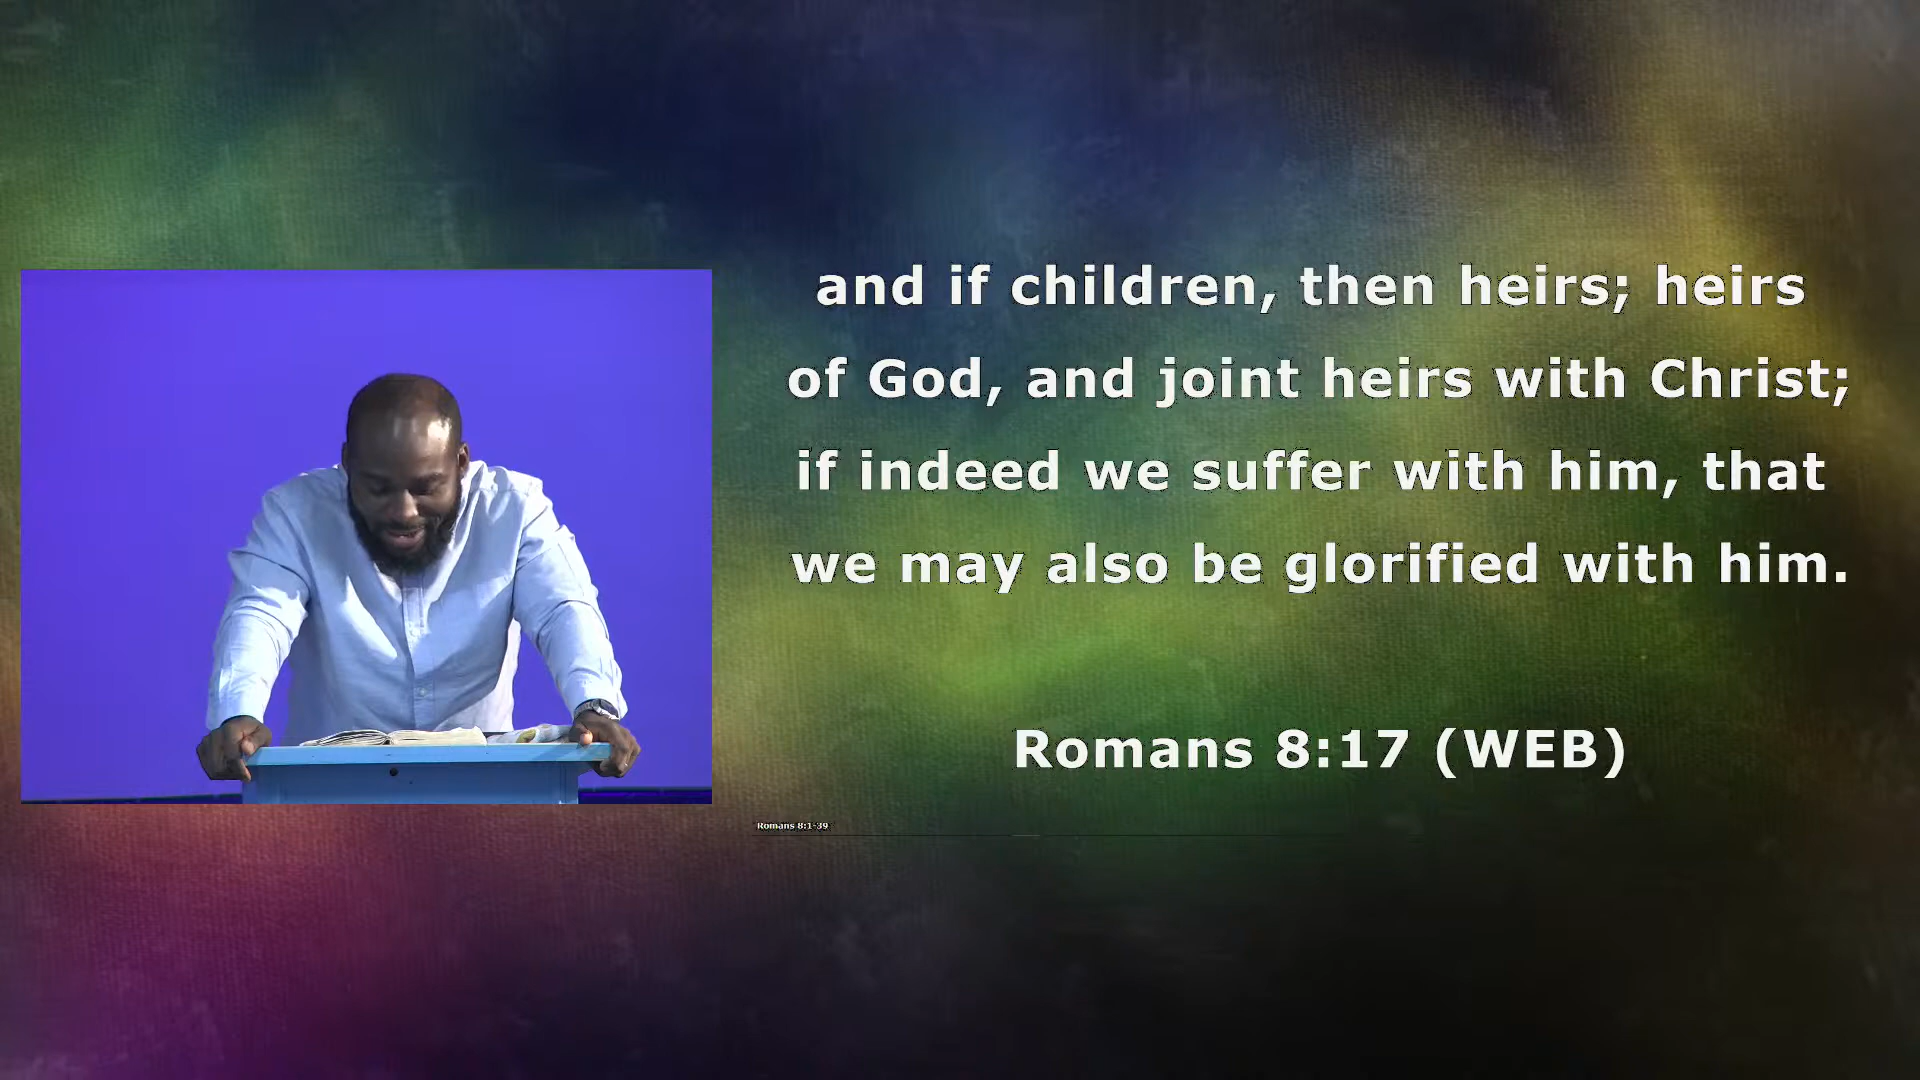 and if children, then heirs; heirs
of God, and joint heirs with Christ;
if indeed we suffer with him, that
we may also be glorified with him.
Romans 8:17 (WEB)
Romans 8:1-39